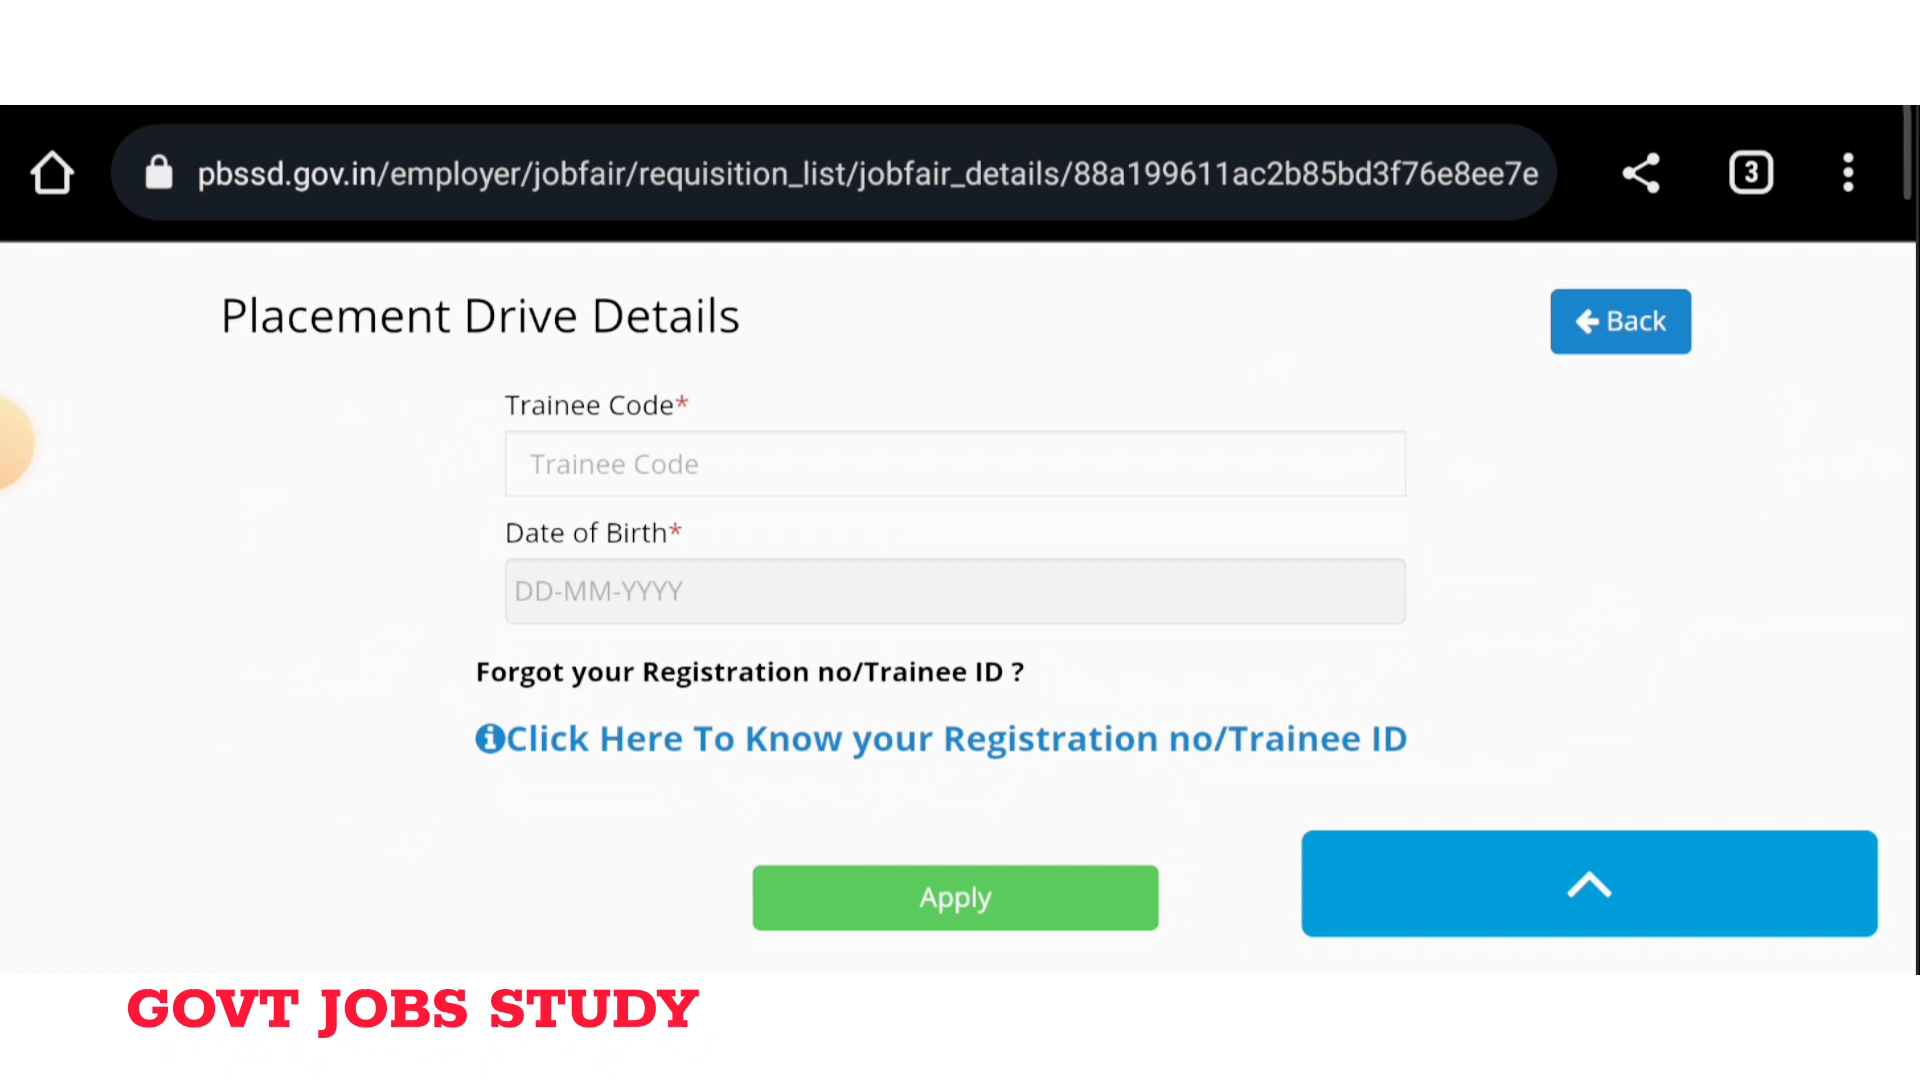 pbssd.gov.in/employer/jobfair/requisition_list/jobfair_details/88a199611ac2b85bd3f76e8ee7e
3
Placement Drive Details
Back
Trainee Code*
Trainee Code
Date of Birth*
DD-MM-YYYY
Forgot your Registration no/Trainee ID ?
Click Here To Know your Registration no/Trainee ID
Apply
GOVT JOBS STUDY